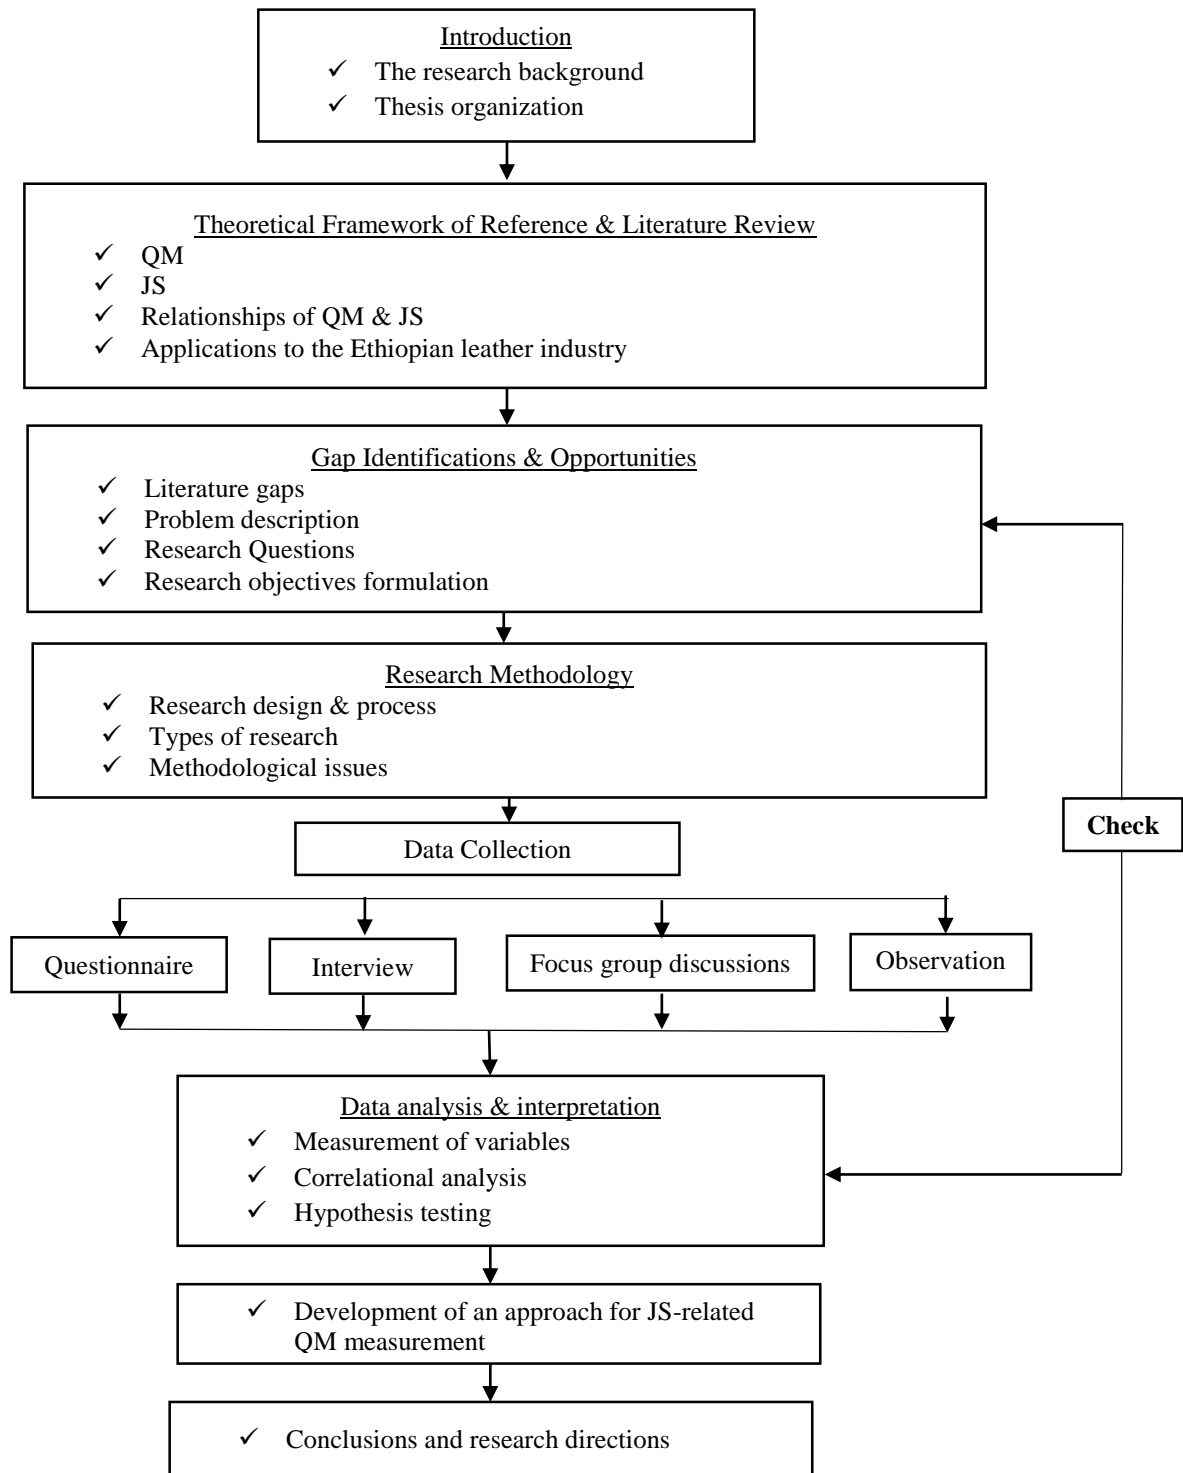 Introduction
✓ The research background
✓ Thesis organization
Theoretical Framework of Reference & Literature Review
✓ QM
✓ JS
✓ Relationships of QM & JS
✓ Applications to the Ethiopian leather industry
Gap Identifications & Opportunities
✓ Literature gaps
✓ Problem description
✓ Research Questions
✓ Research objectives formulation
Research Methodology
✓ Research design & process
✓ Types of research
✓ Methodological issues
Check
Data Collection
Questionnaire
Interview
Focus group discussions
Observation
Data analysis & interpretation
✓ Measurement of variables
✓ Correlational analysis
✓ Hypothesis testing
✓ Development of an approach for JS-related
QM measurement
✓ Conclusions and research directions